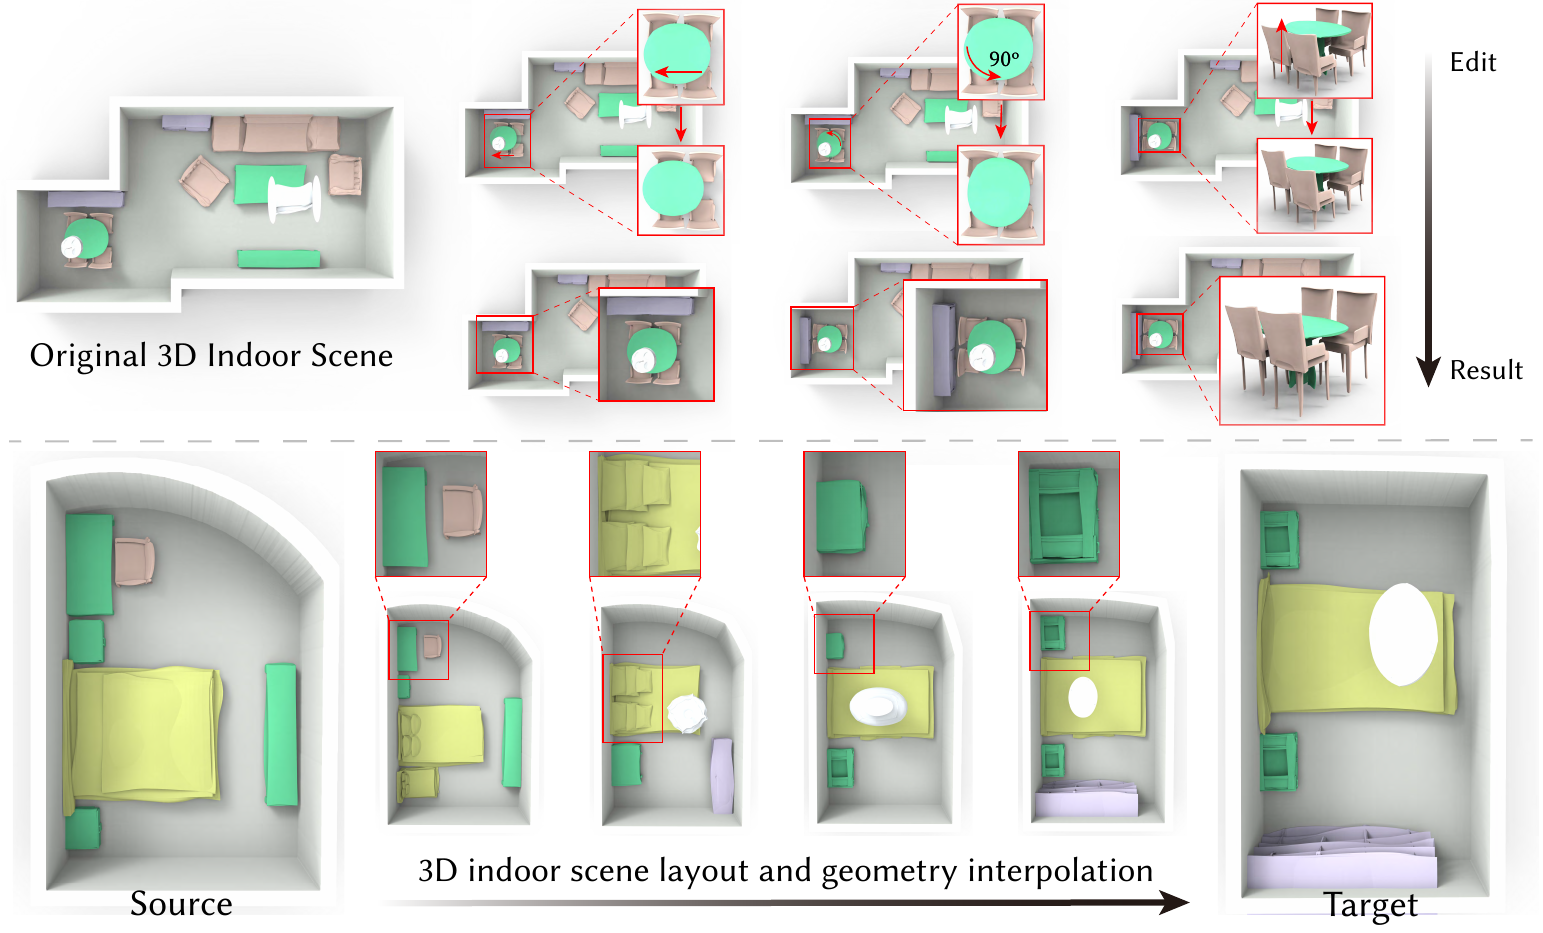 90°
Edit
Original 3D Indoor Scene
Result
3D indoor scene layout and geometry interpolation
Source
Target